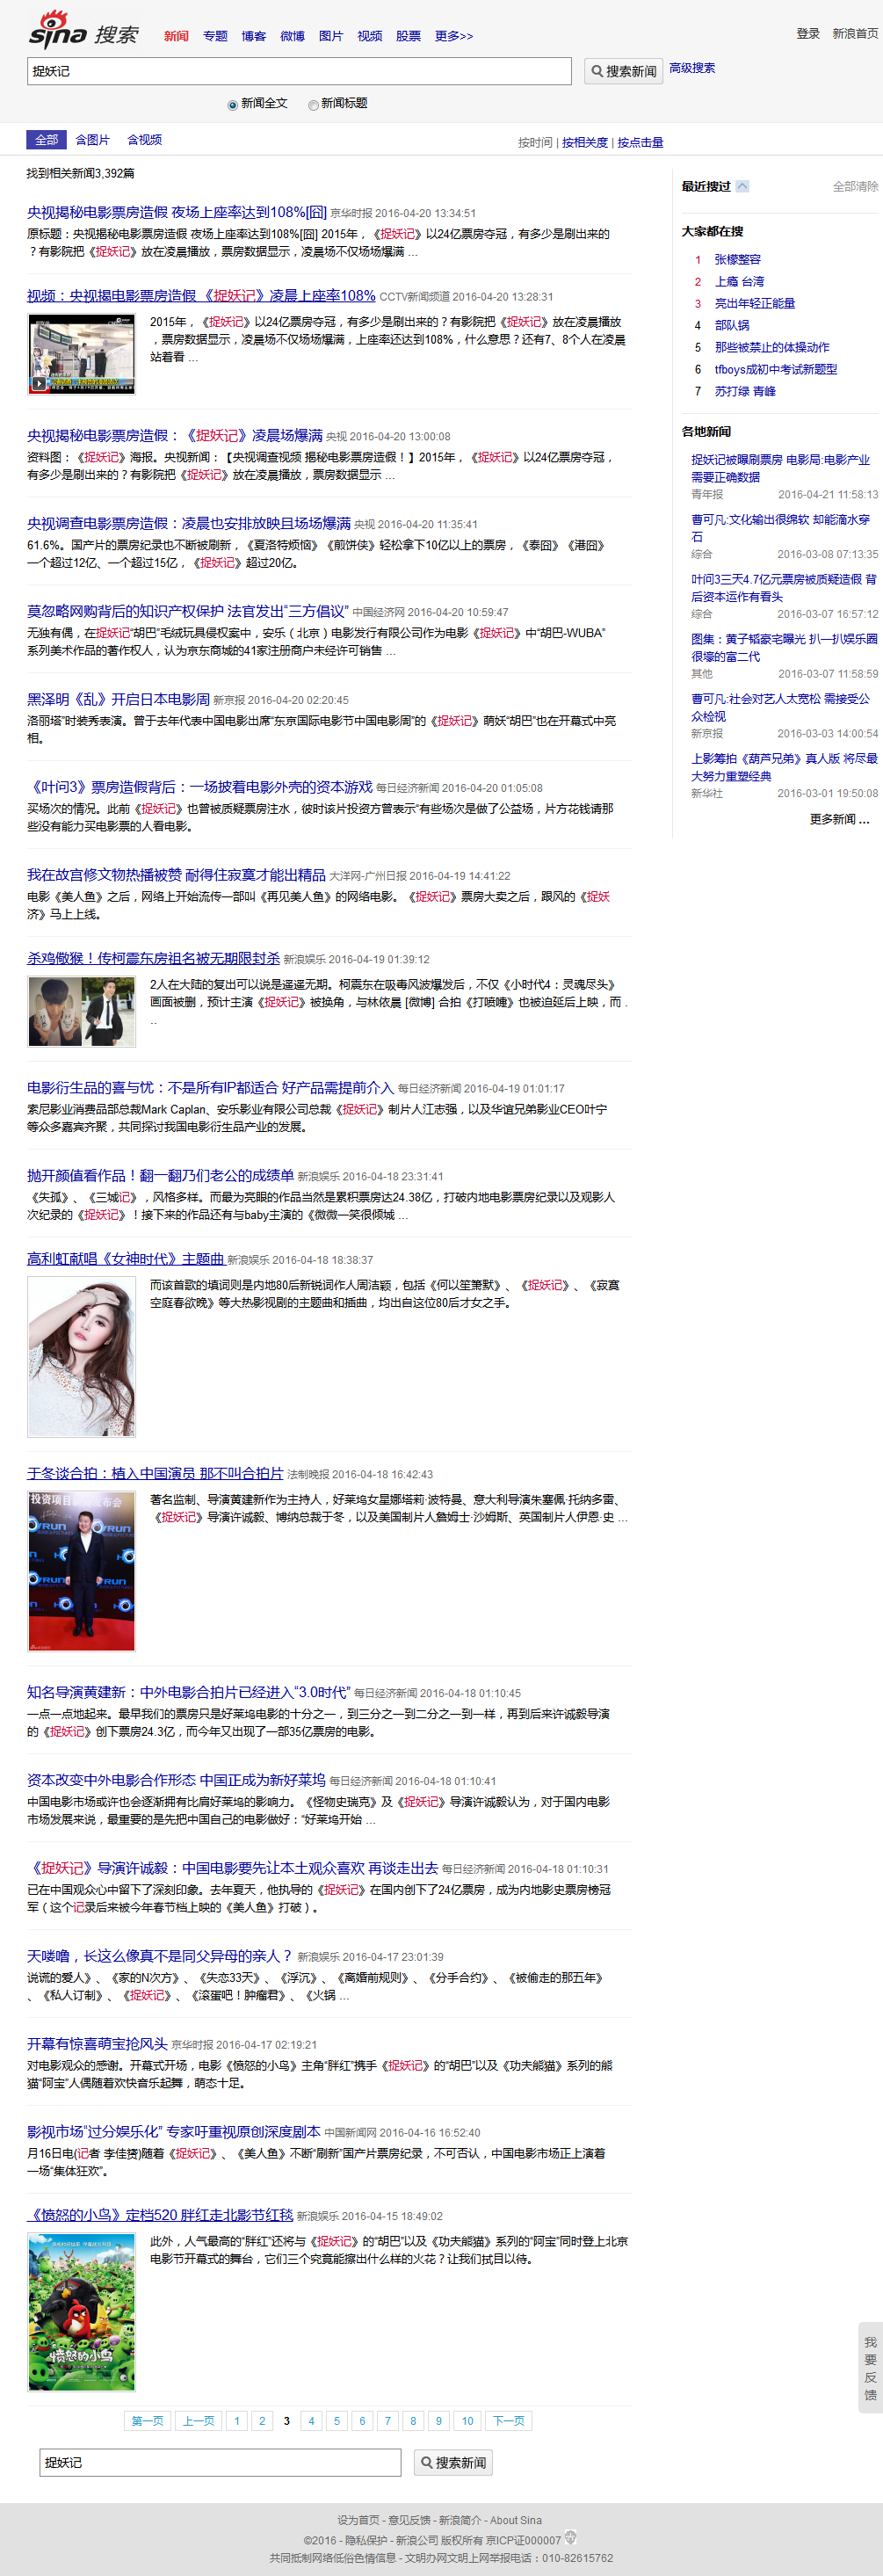 sina 搜索 新闻 专题 博客 微博 图片 视频 股票 更多>> 登录 新浪首页
捉妖记 搜索新闻 高级搜索
新闻全文 新闻标题
全部 含图片 含视频 按时间 | 按相关度 | 按点击量
找到相关新闻3,392篇
央视揭秘电影票房造假 夜场上座率达到108%[囧] 京华时报 2016-04-20 13:34:51
原标题：央视揭秘电影票房造假 夜场上座率达到108%[囧] 2015年，《捉妖记》以24亿票房夺冠，有多少是刷出来的
？有影院把《捉妖记》放在凌晨播放，票房数据显示，凌晨场不仅场场爆满 ...
视频：央视揭电影票房造假 《捉妖记》凌晨上座率108% CCTV新闻频道 2016-04-20 13:28:31
2015年，《捉妖记》以24亿票房夺冠，有多少是刷出来的？有影院把《捉妖记》放在凌晨播放
，票房数据显示，凌晨场不仅场场爆满，上座率还达到108%，什么意思？还有7、8个人在凌晨
站着看 ...
央视揭秘电影票房造假：《捉妖记》凌晨场爆满 央视 2016-04-20 13:00:08
资料图：《捉妖记》海报。央视新闻：【央视调查视频 揭秘电影票房造假！】2015年，《捉妖记》以24亿票房夺冠，
有多少是刷出来的？有影院把《捉妖记》放在凌晨播放，票房数据显示 ...
央视调查电影票房造假：凌晨也安排放映且场场爆满 央视 2016-04-20 11:35:41
61.6%。国产片的票房纪录也不断被刷新，《夏洛特烦恼》《煎饼侠》轻松拿下10亿以上的票房，《泰囧》《港囧》
一个超过12亿、一个超过15亿，《捉妖记》超过20亿。
莫忽略网购背后的知识产权保护 法官发出“三方倡议” 中国经济网 2016-04-20 10:59:47
无独有偶，在捉妖记“胡巴”毛绒玩具侵权案中，安乐（北京）电影发行有限公司作为电影《捉妖记》中“胡巴-WUBA”
系列美术作品的著作权人，认为京东商城的41家注册商户未经许可销售 ...
黑泽明《乱》开启日本电影周 新京报 2016-04-20 02:20:45
洛丽塔”时装秀表演。曾于去年代表中国电影出席“东京国际电影节中国电影周”的《捉妖记》萌妖“胡巴”也在开幕式中亮
相。
《叶问3》票房造假背后：一场披着电影外壳的资本游戏 每日经济新闻 2016-04-20 01:05:08
买场次的情况。此前《捉妖记》也曾被质疑票房注水，彼时该片投资方曾表示“有些场次是做了公益场，片方花钱请那
些没有能力买电影票的人看电影。
我在故宫修文物热播被赞 耐得住寂寞才能出精品 大洋网-广州日报 2016-04-19 14:41:22
电影《美人鱼》之后，网络上开始流传一部叫《再见美人鱼》的网络电影。《捉妖记》票房大卖之后，跟风的《捉妖
济》马上上线。
杀鸡儆猴！传柯震东房祖名被无期限封杀 新浪娱乐 2016-04-19 01:39:12
2人在大陆的复出可以说是遥遥无期。柯震东在吸毒风波爆发后，不仅《小时代4：灵魂尽头》
画面被删，预计主演《捉妖记》被换角，与林依晨 [微博] 合拍《打喷嚏》也被迫延后上映，而 .
..
电影衍生品的喜与忧：不是所有IP都适合 好产品需提前介入 每日经济新闻 2016-04-19 01:01:17
索尼影业消费品部总裁Mark Caplan、安乐影业有限公司总裁《捉妖记》制片人江志强，以及华谊兄弟影业CEO叶宁
等众多嘉宾齐聚，共同探讨我国电影衍生品产业的发展。
抛开颜值看作品！翻一翻乃们老公的成绩单 新浪娱乐 2016-04-18 23:31:41
《失孤》、《三城记》，风格多样。而最为亮眼的作品当然是累积票房达24.38亿，打破内地电影票房纪录以及观影人
次纪录的《捉妖记》！接下来的作品还有与baby主演的《微微一笑很倾城 ...
高利虹献唱《女神时代》主题曲 新浪娱乐 2016-04-18 18:38:37
而该首歌的填词则是内地80后新锐词作人周洁颖，包括《何以笙箫默》、《捉妖记》、《寂寞
空庭春欲晚》等大热影视剧的主题曲和插曲，均出自这位80后才女之手。
于冬谈合拍：植入中国演员 那不叫合拍片 法制晚报 2016-04-18 16:42:43
著名监制、导演黄建新作为主持人，好莱坞女星娜塔莉·波特曼、意大利导演朱塞佩·托纳多雷、
《捉妖记》导演许诚毅、博纳总裁于冬，以及美国制片人詹姆士·沙姆斯、英国制片人伊恩·史 ...
知名导演黄建新：中外电影合拍片已经进入“3.0时代” 每日经济新闻 2016-04-18 01:10:45
一点一点地起来。最早我们的票房只是好莱坞电影的十分之一，到三分之一到二分之一到一样，再到后来许诚毅导演
的《捉妖记》创下票房24.3亿，而今年又出现了一部35亿票房的电影。
资本改变中外电影合作形态 中国正成为新好莱坞 每日经济新闻 2016-04-18 01:10:41
中国电影市场或许也会逐渐拥有比肩好莱坞的影响力。《怪物史瑞克》及《捉妖记》导演许诚毅认为，对于国内电影
市场发展来说，最重要的是先把中国自己的电影做好：“好莱坞开始 ...
《捉妖记》导演许诚毅：中国电影要先让本土观众喜欢 再谈走出去 每日经济新闻 2016-04-18 01:10:31
已在中国观众心中留下了深刻印象。去年夏天，他执导的《捉妖记》在国内创下了24亿票房，成为内地影史票房榜冠
军（这个记录后来被今年春节档上映的《美人鱼》打破）。
天喽噜，长这么像真不是同父异母的亲人？ 新浪娱乐 2016-04-17 23:01:39
说谎的爱人》、《家的N次方》、《失恋33天》、《浮沉》、《离婚前规则》、《分手合约》、《被偷走的那五年》
、《私人订制》、《捉妖记》、《滚蛋吧！肿瘤君》、《火锅 ...
开幕有惊喜萌宝抢风头 京华时报 2016-04-17 02:19:21
对电影观众的感谢。开幕式开场，电影《愤怒的小鸟》主角“胖红”携手《捉妖记》的“胡巴”以及《功夫熊猫》系列的熊
猫“阿宝”人偶随着欢快音乐起舞，萌态十足。
影视市场“过分娱乐化” 专家吁重视原创深度剧本 中国新闻网 2016-04-16 16:52:40
月16日电(记者 李佳赟)随着《捉妖记》、《美人鱼》不断“刷新”国产片票房纪录，不可否认，中国电影市场正上演着
一场“集体狂欢”。
《愤怒的小鸟》定档520 胖红走北影节红毯 新浪娱乐 2016-04-15 18:49:02
此外，人气最高的“胖红”还将与《捉妖记》的“胡巴”以及《功夫熊猫》系列的“阿宝”同时登上北京
电影节开幕式的舞台，它们三个究竟能擦出什么样的火花？让我们拭目以待。
愤怒的小鸟
第一页 上一页 1 2 3 4 5 6 7 8 9 10 下一页
捉妖记 搜索新闻
最近搜过 全部清除
大家都在搜
1 张檬整容
2 上瘾 台湾
3 亮出年轻正能量
4 部队锅
5 那些被禁止的体操动作
6 tfboys成初中考试新题型
7 苏打绿 青峰
各地新闻
捉妖记被曝刷票房 电影局:电影产业
需要正确数据
青年报 2016-04-21 11:58:13
曹可凡:文化输出很绵软 却能滴水穿
石
综合 2016-03-08 07:13:35
叶问3三天4.7亿元票房被质疑造假 背
后资本运作有看头
综合 2016-03-07 16:57:12
图集：黄子韬豪宅曝光 扒一扒娱乐圈
很壕的富二代
其他 2016-03-07 11:58:59
曹可凡:社会对艺人太宽松 需接受公
众检视
新京报 2016-03-03 14:00:54
上影筹拍《葫芦兄弟》真人版 将尽最
大努力重塑经典
新华社 2016-03-01 19:50:08
更多新闻 ...
我要反馈
设为首页 - 意见反馈 - 新浪简介 - About Sina
©2016 - 隐私保护 - 新浪公司 版权所有 京ICP证000007
共同抵制网络低俗色情信息 - 文明办网文明上网举报电话：010-82615762